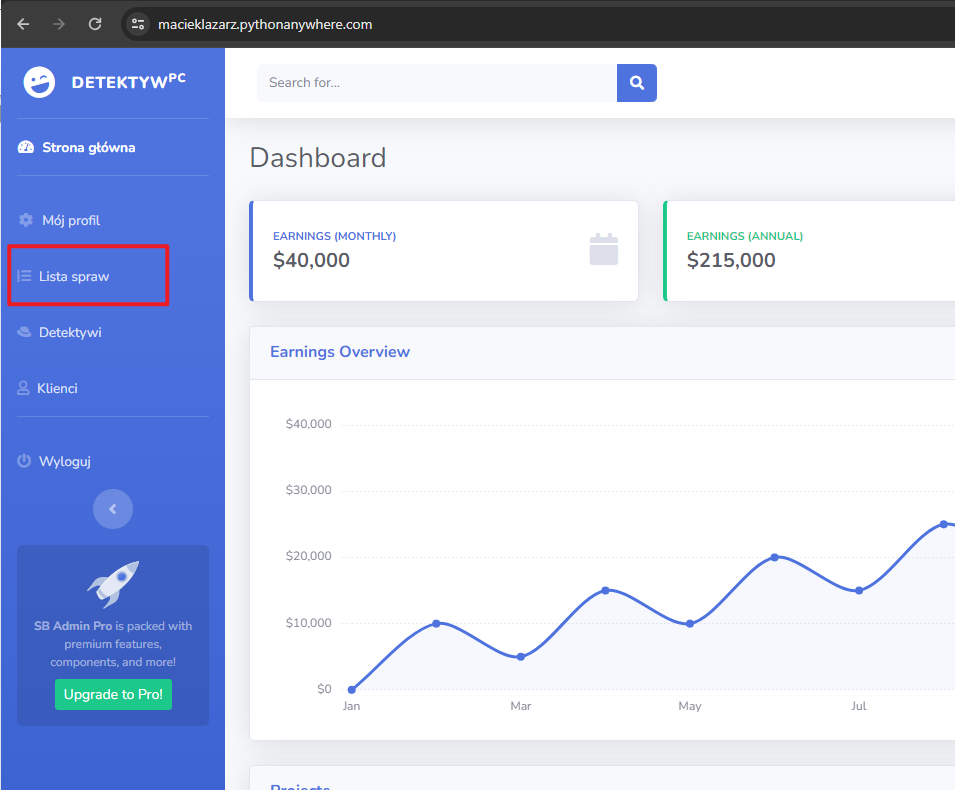 macieklazarz.pythonanywhere.com
DETEKTYWPC
Search for...
Strona główna
Mój profil
Lista spraw
Detektywi
Klienci
Wyloguj
SB Admin Pro is packed with
premium features,
components, and more!
Upgrade to Pro!
Dashboard
EARNINGS (MONTHLY)
$40,000
EARNINGS (ANNUAL)
$215,000
Earnings Overview
$40,000
$30,000
$20,000
$10,000
$0
Jan Mar May Jul
Projects